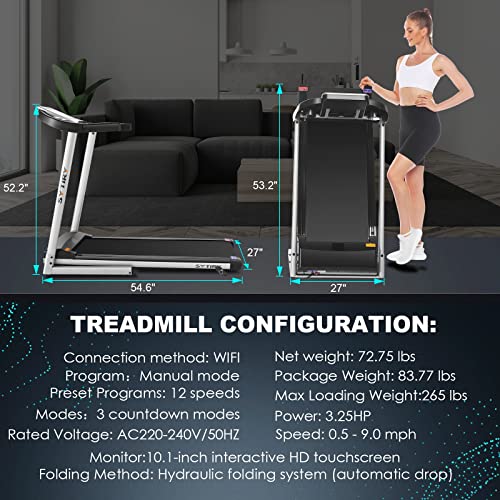 52.2"
SYTIRY
27"
54.6"
53.2"
27"
TREADMILL CONFIGURATION:
Connection method: WIFI
Program: Manual mode
Preset Programs: 12 speeds
Modes: 3 countdown modes
Rated Voltage: AC220-240V/50HZ
Net weight: 72.75 lbs
Package Weight: 83.77 lbs
Max Loading Weight:265 lbs
Power: 3.25HP
Speed: 0.5 - 9.0 mph
Monitor:10.1-inch interactive HD touchscreen
Folding Method: Hydraulic folding system (automatic drop)